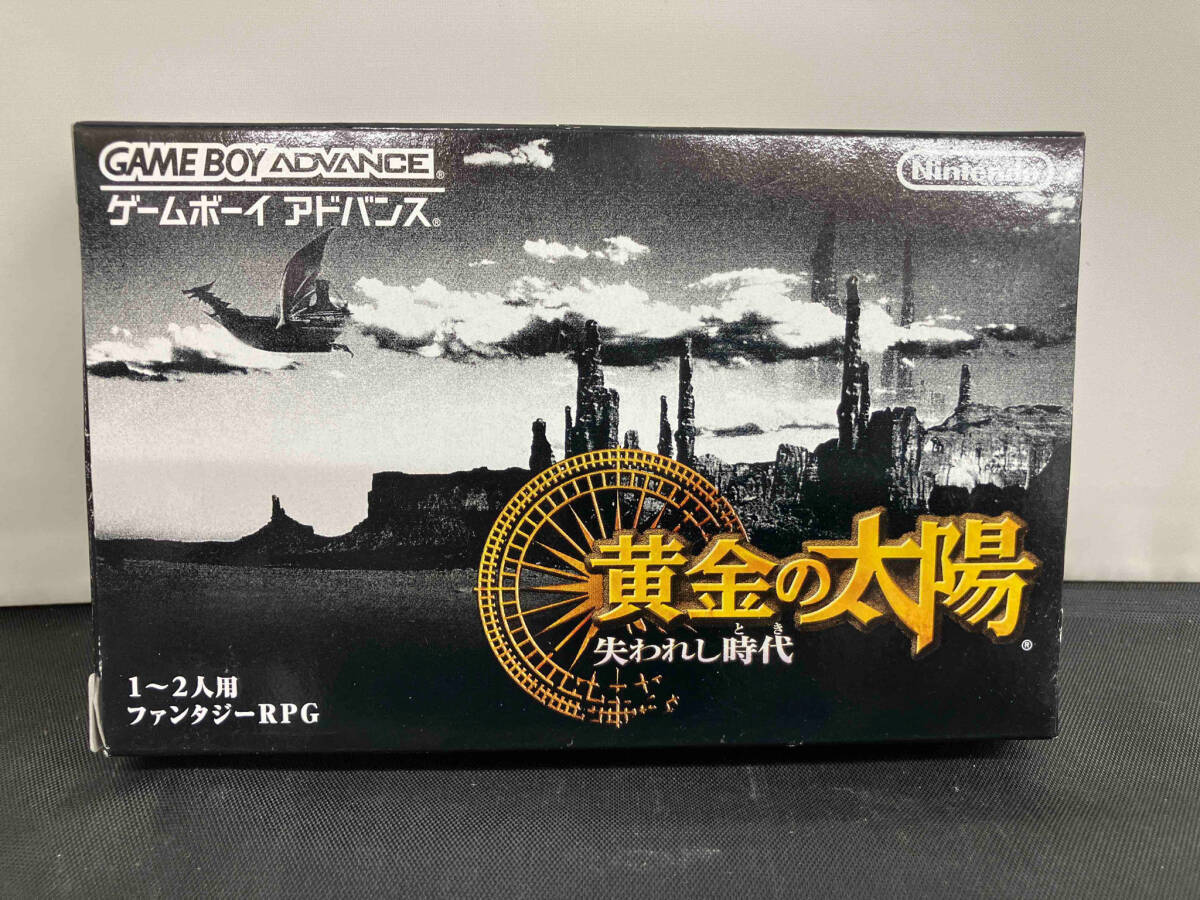 GAME BOY ADVANCE®
Nintendo®
ゲームボーイ アドバンス®
黄金の太陽®
とき
失われし時代
1～2人用
ファンタジーRPG